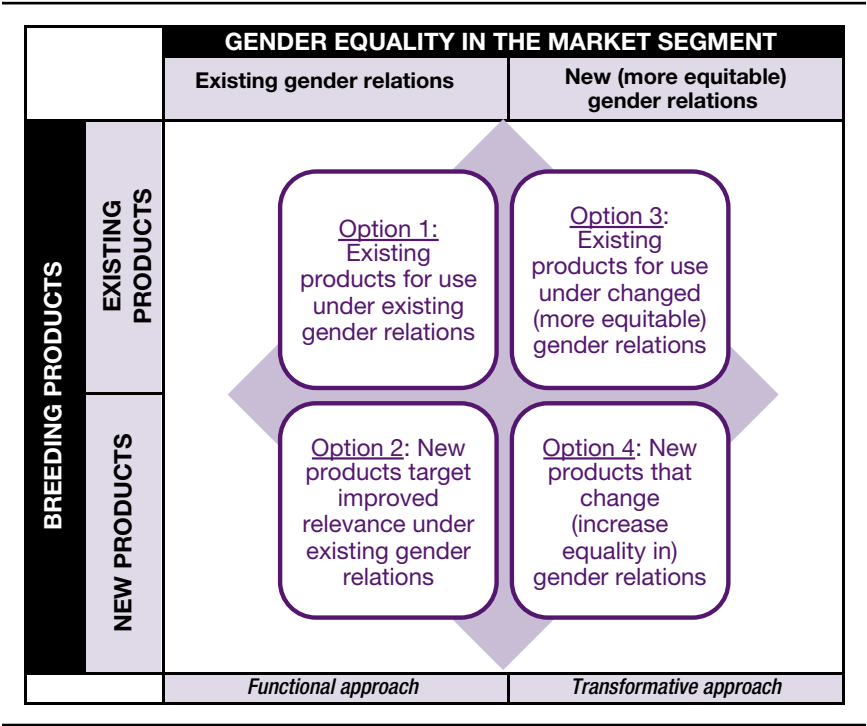 GENDER EQUALITY IN THE MARKET SEGMENT
Existing gender relations
New (more equitable)
gender relations
BREEDING PRODUCTS
EXISTING
PRODUCTS
Option 1:
Existing
products for use
under existing
gender relations
Option 3:
Existing
products for use
under changed
(more equitable)
gender relations
NEW PRODUCTS
Option 2: New
products target
improved
relevance under
existing gender
relations
Option 4: New
products that
change
(increase
equality in)
gender relations
Functional approach
Transformative approach